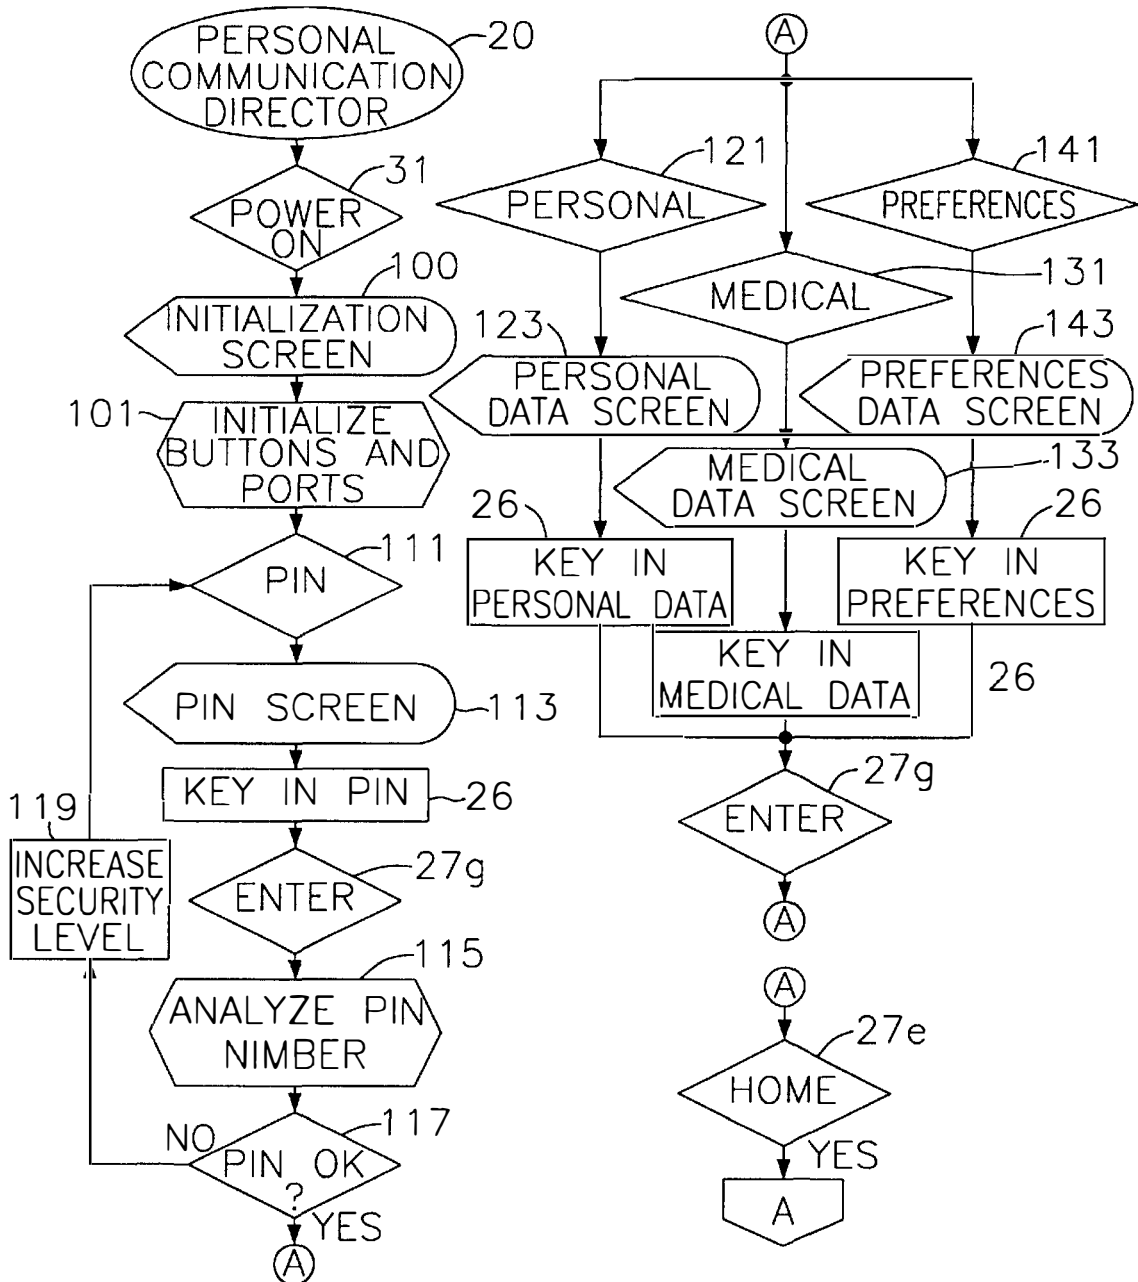 PERSONAL
COMMUNICATION
DIRECTOR
20
31
POWER
ON
100
INITIALIZATION
SCREEN
101
INITIALIZE
BUTTONS AND
PORTS
111
PIN
PIN SCREEN
113
KEY IN PIN
26
119
INCREASE
SECURITY
LEVEL
27g
ENTER
115
ANALYZE PIN
NIMBER
117
NO
PIN OK
?
YES
A
A
121
PERSONAL
141
PREFERENCES
131
MEDICAL
123
PERSONAL
DATA SCREEN
143
PREFERENCES
DATA SCREEN
MEDICAL
DATA SCREEN
133
26
KEY IN
PERSONAL DATA
26
KEY IN
PREFERENCES
KEY IN
MEDICAL DATA
26
27g
ENTER
A
A
27e
HOME
YES
A